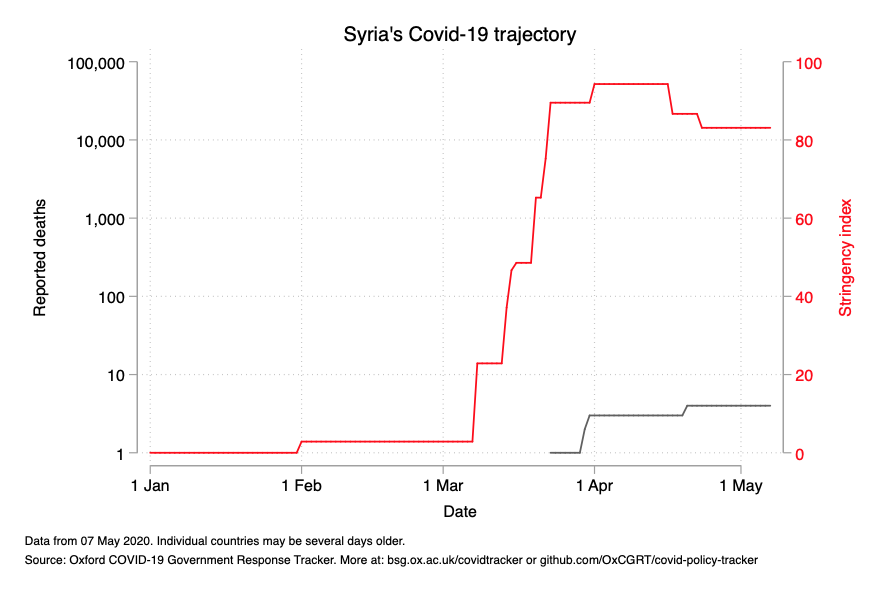 Syria's Covid-19 trajectory
100,000
10,000
1,000
100
10
1
Reported deaths
100
80
60
40
20
0
Stringency index
1 Jan
1 Feb
1 Mar
1 Apr
1 May
Date
Data from 07 May 2020. Individual countries may be several days older.
Source: Oxford COVID-19 Government Response Tracker. More at: bsg.ox.ac.uk/covidtracker or github.com/OxCGRT/covid-policy-tracker